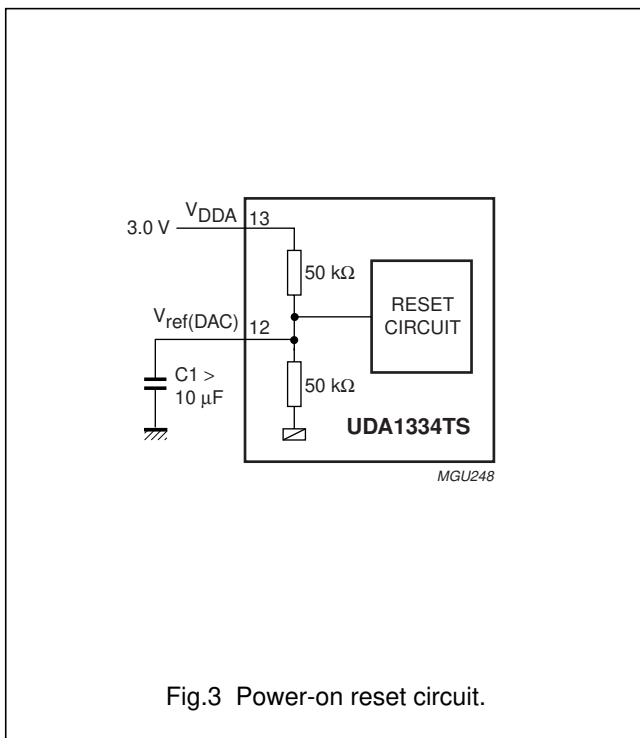 VDDA
13
3.0 V
50 kΩ
RESET
CIRCUIT
Vref(DAC)
12
C1 >
10 μF
50 kΩ
UDA1334TS
MGU248
Fig.3 Power-on reset circuit.